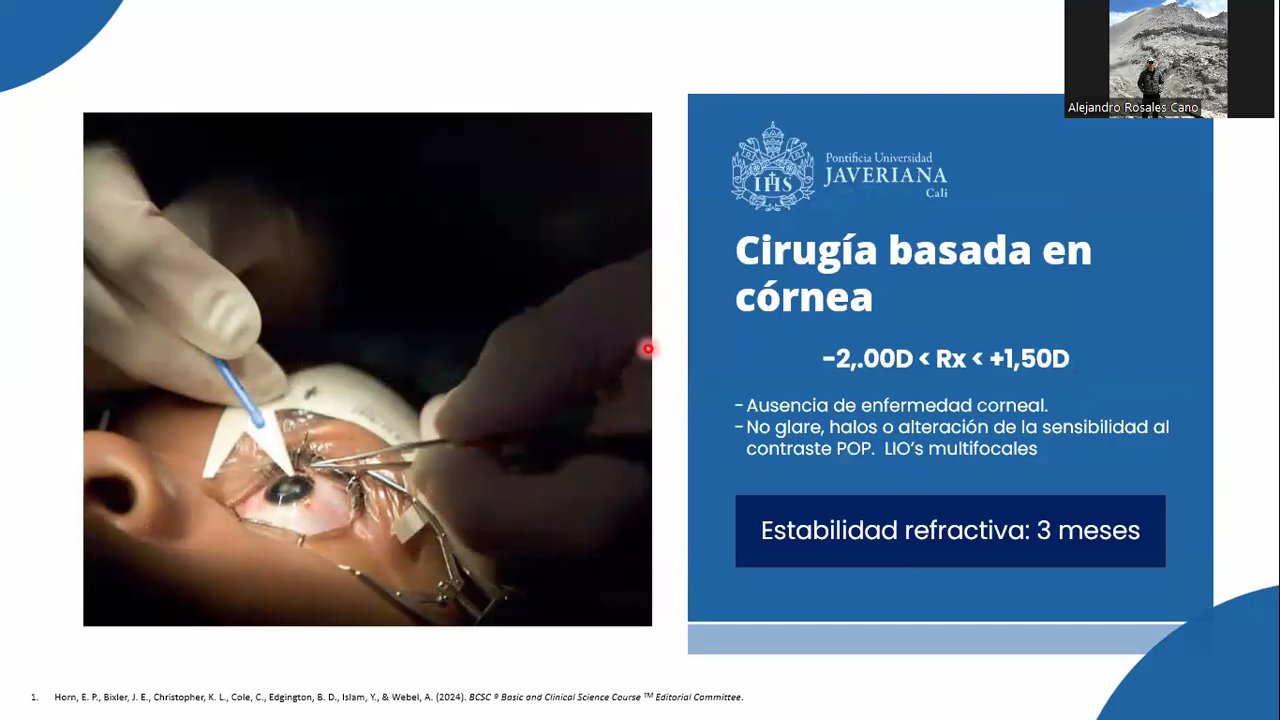 Alejandro Rosales Cano
Pontificia Universidad
JAVERIANA
Cali
IHS
Cirugía basada en
córnea
-2,.00D < Rx < +1,50D
- Ausencia de enfermedad corneal.
- No glare, halos o alteración de la sensibilidad al
contraste POP. LIO's multifocales
Estabilidad refractiva: 3 meses
1. Horn, E. P., Bixler, J. E., Christopher, K. L., Cole, C., Edgington, B. D., Islam, Y., & Webel, A. (2024). BCSC ® Basic and Clinical Science Course ™ Editorial Committee.